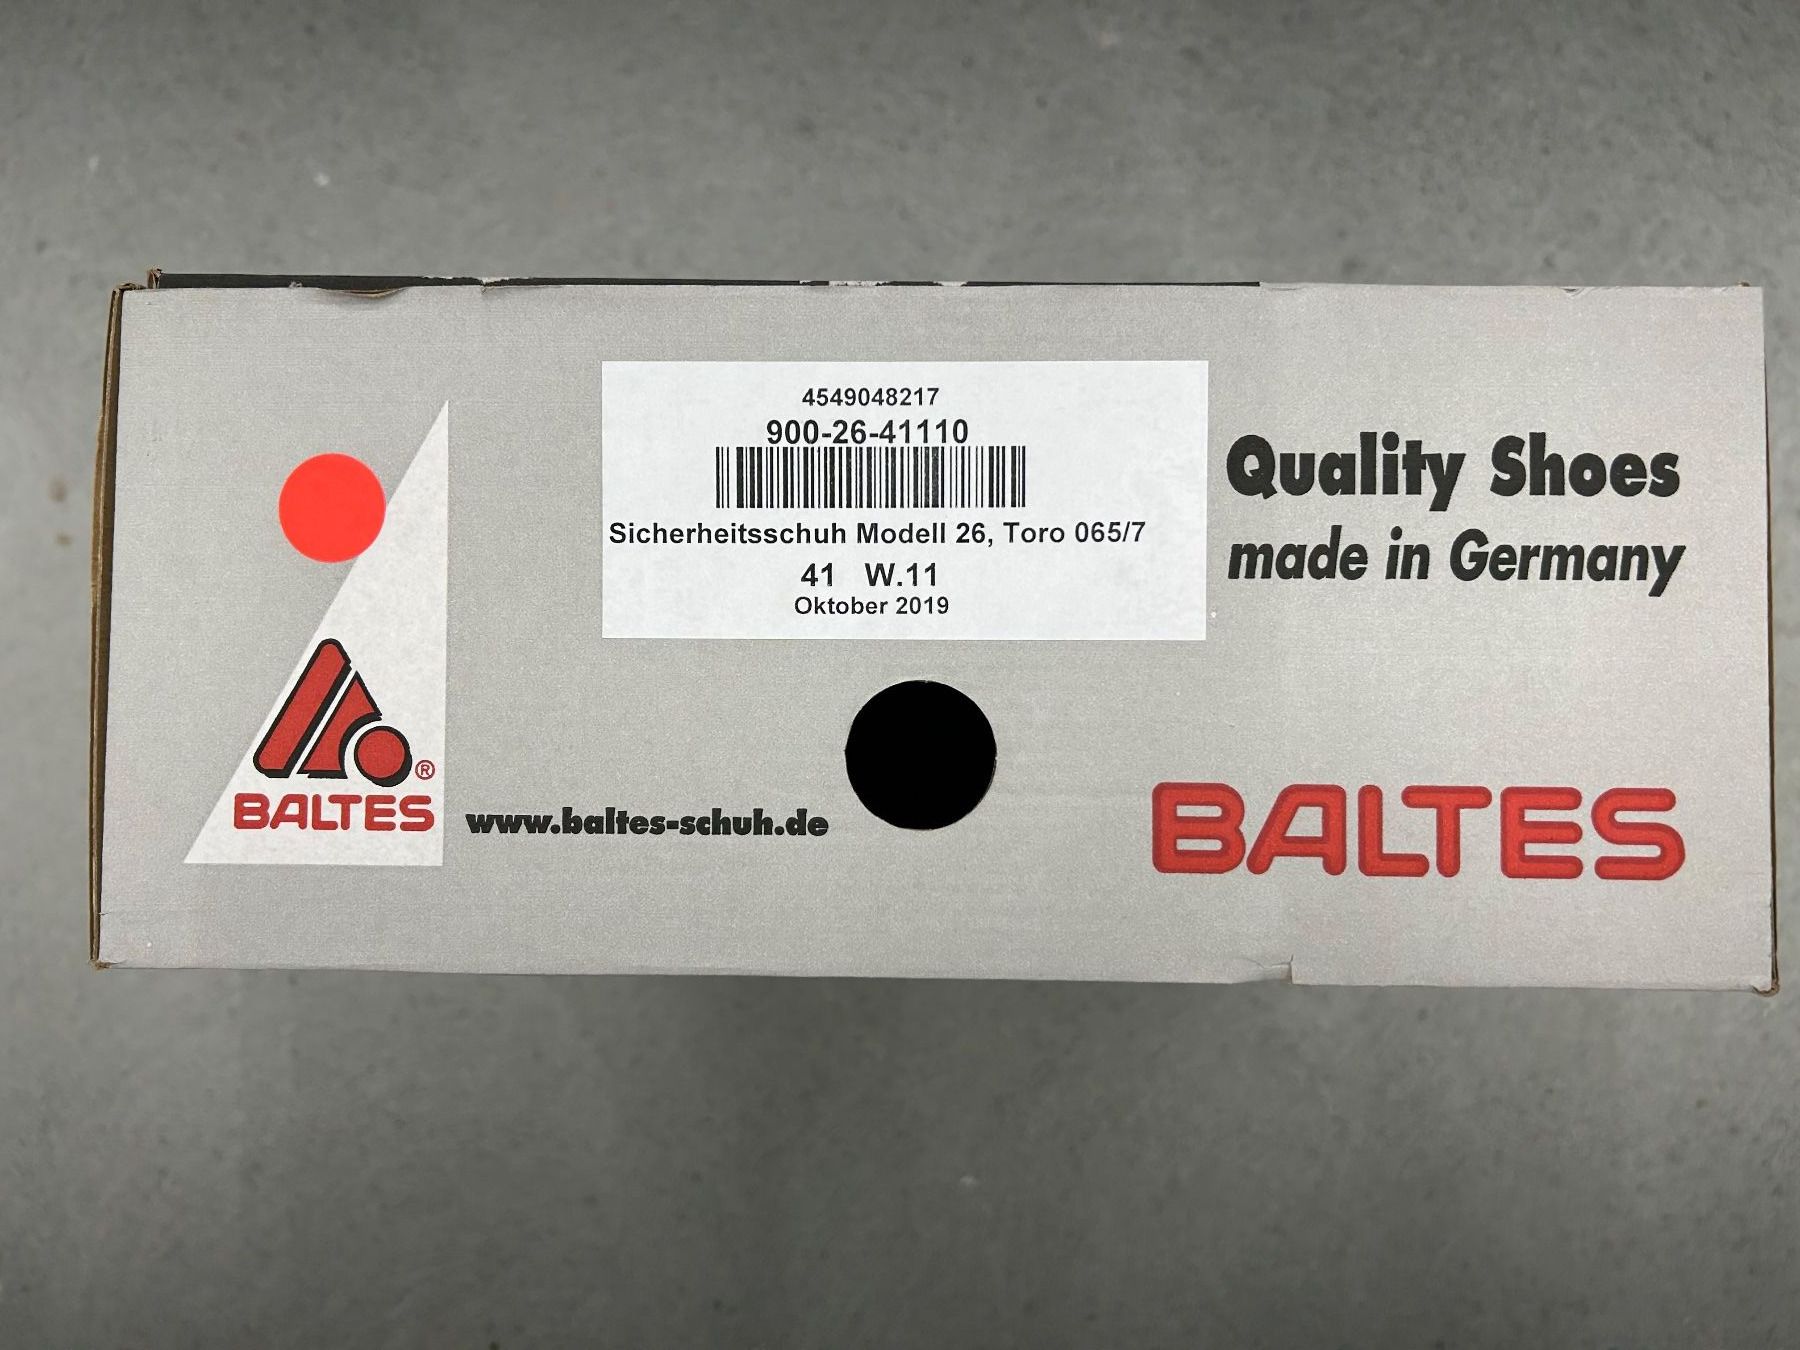 4549048217
900-26-41110
Sicherheitsschuh Modell 26, Toro 065/7
41 W.11
Oktober 2019
Quality Shoes
made in Germany
®
BALTES
www.baltes-schuh.de
BALTES